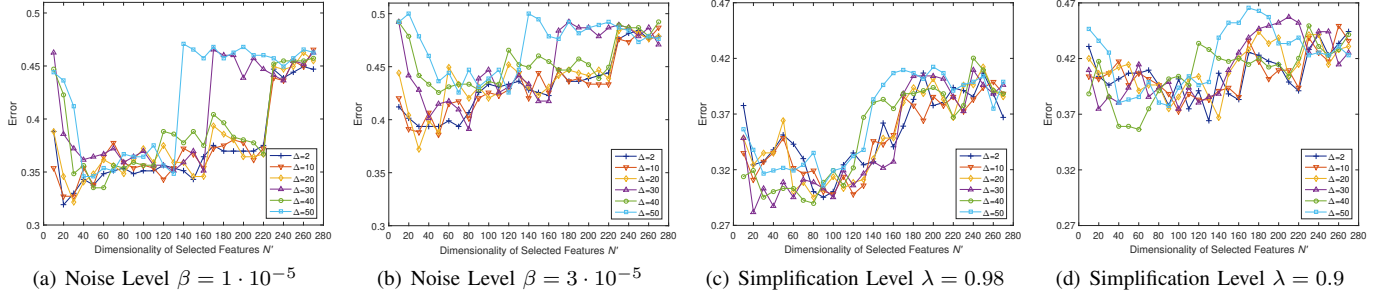 0.5
0.45
0.4
0.35
0.3
Error
0 20 40 60 80 100 120 140 160 180 200 220 240 260 280
Dimensionality of Selected Features N'
Δ=2
Δ=10
Δ=20
Δ=30
Δ=40
Δ=50
(a) Noise Level β = 1 · 10⁻⁵
0.5
0.45
0.4
0.35
0.3
Error
0 20 40 60 80 100 120 140 160 180 200 220 240 260 280
Dimensionality of Selected Features N'
Δ=2
Δ=10
Δ=20
Δ=30
Δ=40
Δ=50
(b) Noise Level β = 3 · 10⁻⁵
0.47
0.42
0.37
0.32
0.27
Error
0 20 40 60 80 100 120 140 160 180 200 220 240 260 280
Dimensionality of Selected Features N'
Δ=2
Δ=10
Δ=20
Δ=30
Δ=40
Δ=50
(c) Simplification Level λ = 0.98
0.47
0.42
0.37
0.32
0.27
Error
0 20 40 60 80 100 120 140 160 180 200 220 240 260 280
Dimensionality of Selected Features N'
Δ=2
Δ=10
Δ=20
Δ=30
Δ=40
Δ=50
(d) Simplification Level λ = 0.9